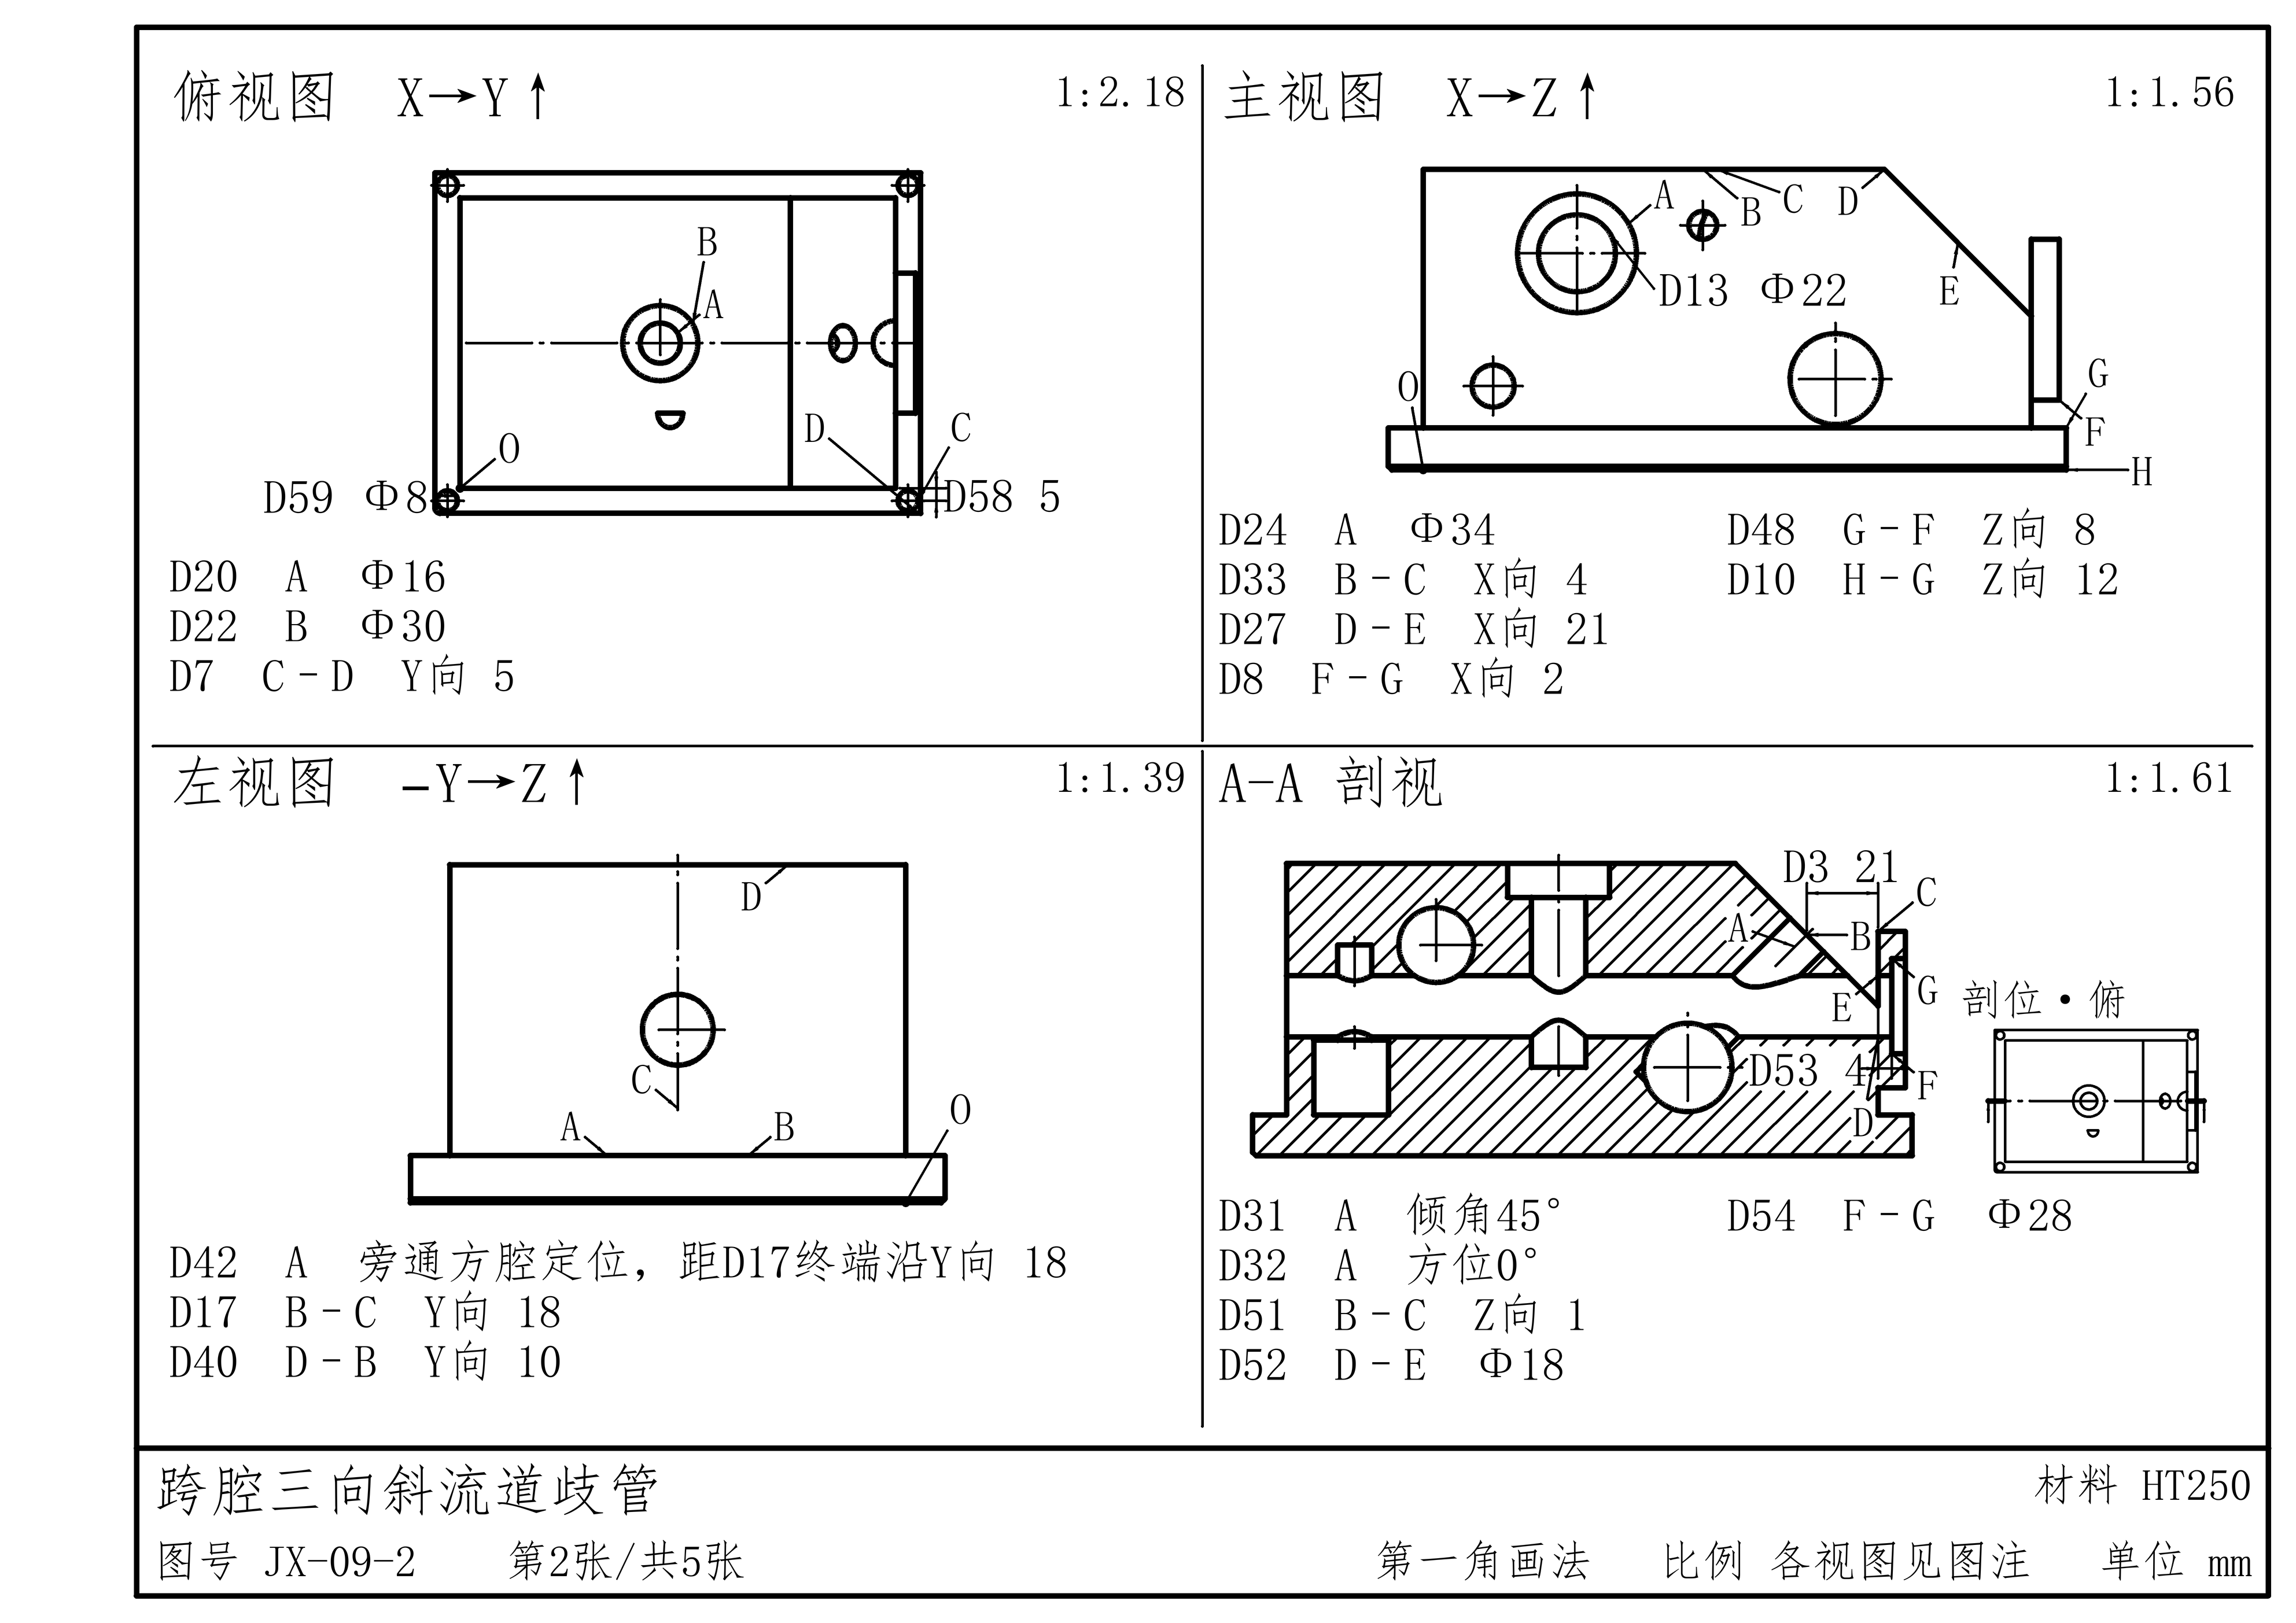 俯视图 X→Y↑ 1:2.18
B
A
O
D
C
D59 Φ8
D58 5
D20 A Φ16
D22 B Φ30
D7 C-D Y向 5
主视图 X→Z↑ 1:1.56
A
B
C
D
E
D13 Φ22
O
G
F
H
D24 A Φ34
D33 B-C X向 4
D27 D-E X向 21
D8 F-G X向 2
D48 G-F Z向 8
D10 H-G Z向 12
左视图 -Y→Z↑ 1:1.39
D
C
A
B
O
D42 A 旁通方腔定位，距D17终端沿Y向 18
D17 B-C Y向 18
D40 D-B Y向 10
A-A 剖视 1:1.61
D3 21
C
A
B
E
G
剖位·俯
D53 4
F
D
D31 A 倾角45°
D32 A 方位0°
D51 B-C Z向 1
D52 D-E Φ18
D54 F-G Φ28
跨腔三向斜流道歧管
材料 HT250
图号 JX-09-2 第2张/共5张
第一角画法 比例 各视图见图注 单位 mm